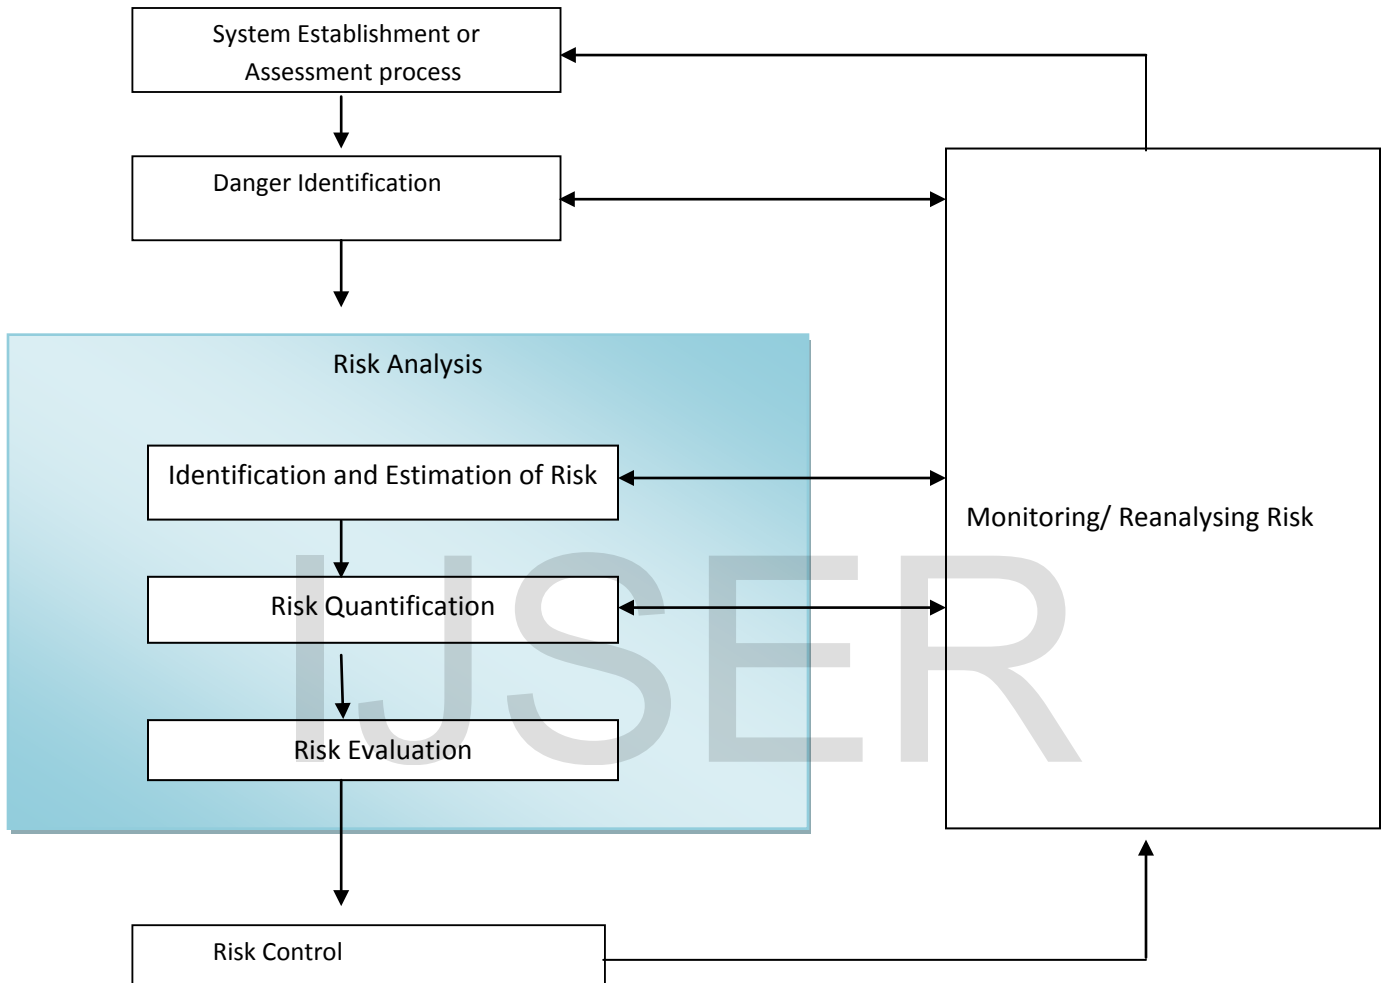 System Establishment or
Assessment process
Danger Identification
Risk Analysis
Identification and Estimation of Risk
Monitoring/ Reanalysing Risk
Risk Quantification
IJSER
Risk Evaluation
Risk Control